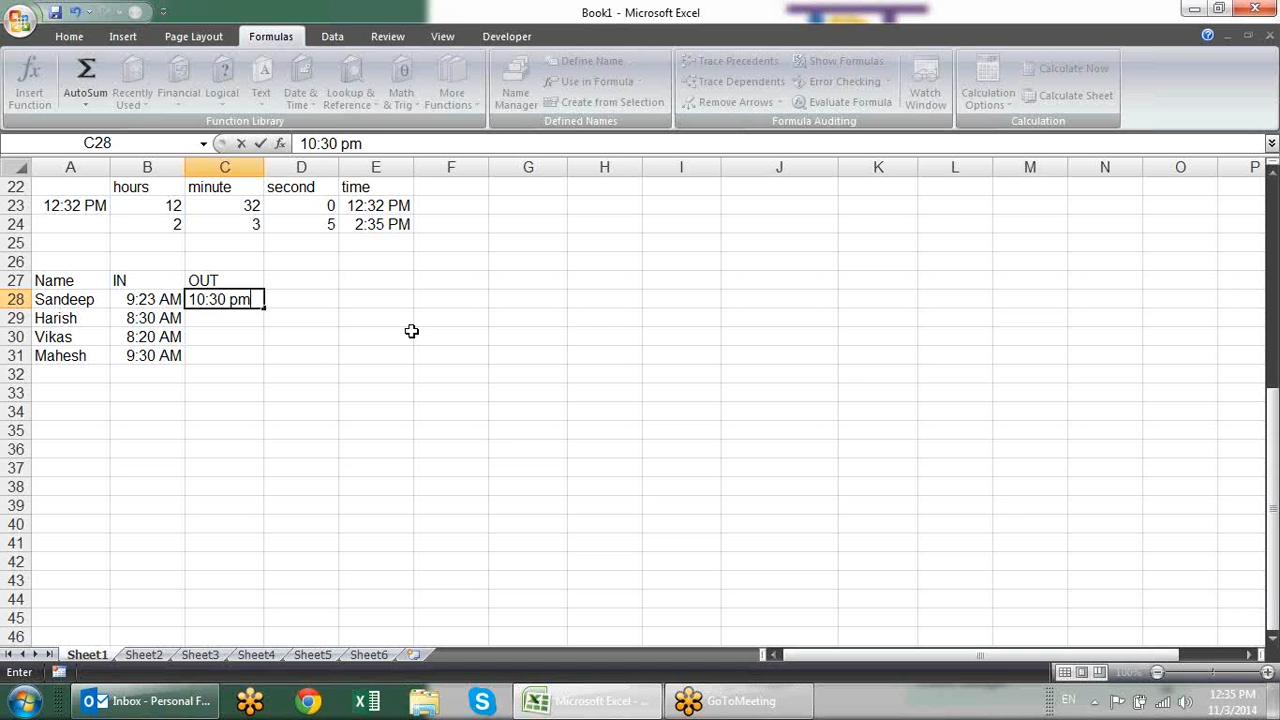 Book1 - Microsoft Excel
Home Insert Page Layout Formulas Data Review View Developer
Insert Function
AutoSum
Recently Used
Financial
Logical
Text
Date & Time
Lookup & Reference
Math & Trig
More Functions
Function Library
Name Manager
Define Name
Use in Formula
Create from Selection
Defined Names
Trace Precedents
Trace Dependents
Remove Arrows
Show Formulas
Error Checking
Evaluate Formula
Watch Window
Formula Auditing
Calculation Options
Calculate Now
Calculate Sheet
Calculation
C28 fx 10:30 pm
A B C D E F G H I J K L M N O P
22 hours minute second time
23 12:32 PM 12 32 0 12:32 PM
24 2 3 5 2:35 PM
25
26
27 Name IN OUT
28 Sandeep 9:23 AM 10:30 pm
29 Harish 8:30 AM
30 Vikas 8:20 AM
31 Mahesh 9:30 AM
32
33
34
35
36
37
38
39
40
41
42
43
44
45
46
Sheet1 Sheet2 Sheet3 Sheet4 Sheet5 Sheet6
Enter 100%
Inbox - Personal F... Microsoft Excel - ... GoToMeeting EN 12:35 PM
11/3/2014